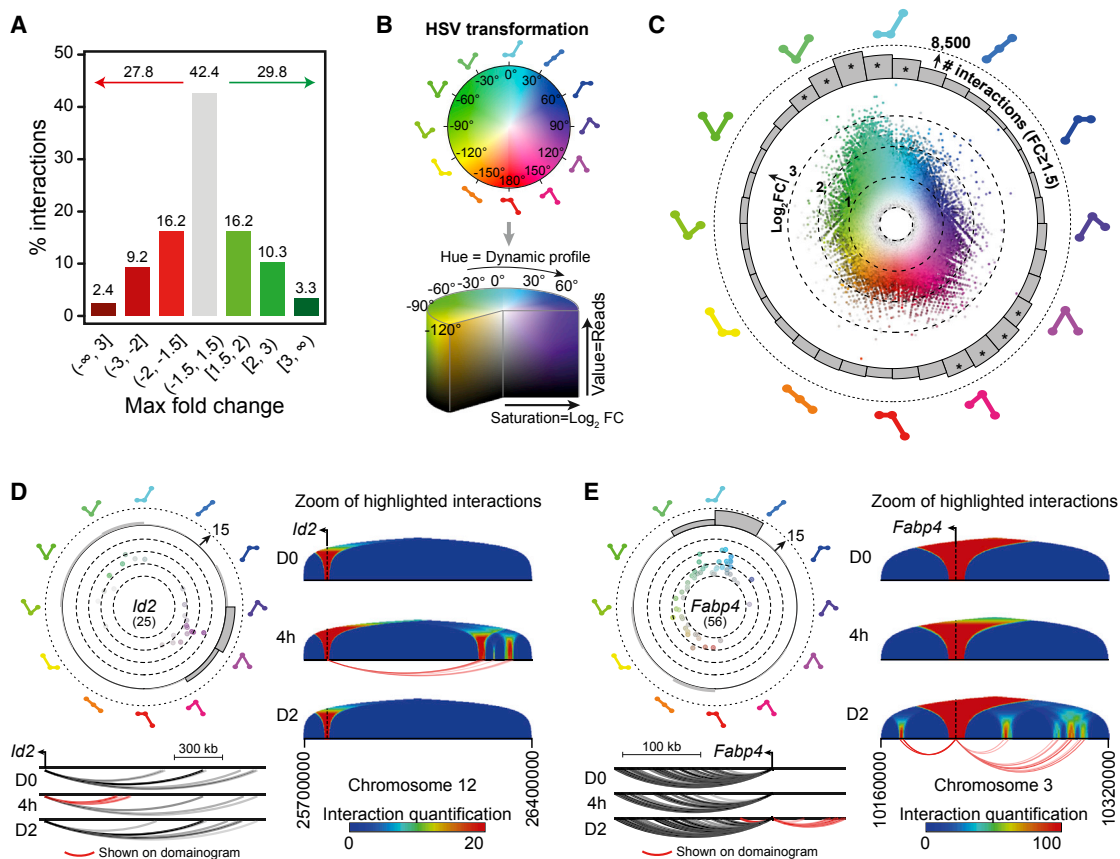 A
% interactions
50
40
30
20
10
0
27.8
42.4
29.8
2.4
9.2
16.2
16.2
10.3
3.3
(-∞, 3]
(-3, -2]
(-2, -1.5]
(-1.5, 1.5)
[1.5, 2)
[2, 3)
[3, ∞)
Max fold change
B
HSV transformation
0°
-30°
30°
-60°
60°
-90°
90°
-120°
120°
-150°
150°
180°
Hue = Dynamic profile
-90°
-60°
-30°
0°
30°
60°
-120°
Value=Reads
Saturation=Log2 FC
C
8,500
# interactions (FC≥1.5)
Log2FC
3
2
1
* * * * *
* * * * *
D
15
Id2
(25)
Id2
300 kb
D0
4h
D2
Shown on domainogram
Zoom of highlighted interactions
Id2
D0
4h
D2
25700000
Chromosome 12
26400000
Interaction quantification
0
20
E
15
Fabp4
(56)
100 kb
Fabp4
D0
4h
D2
Shown on domainogram
Zoom of highlighted interactions
Fabp4
D0
4h
D2
10160000
Chromosome 3
10320000
Interaction quantification
0
100